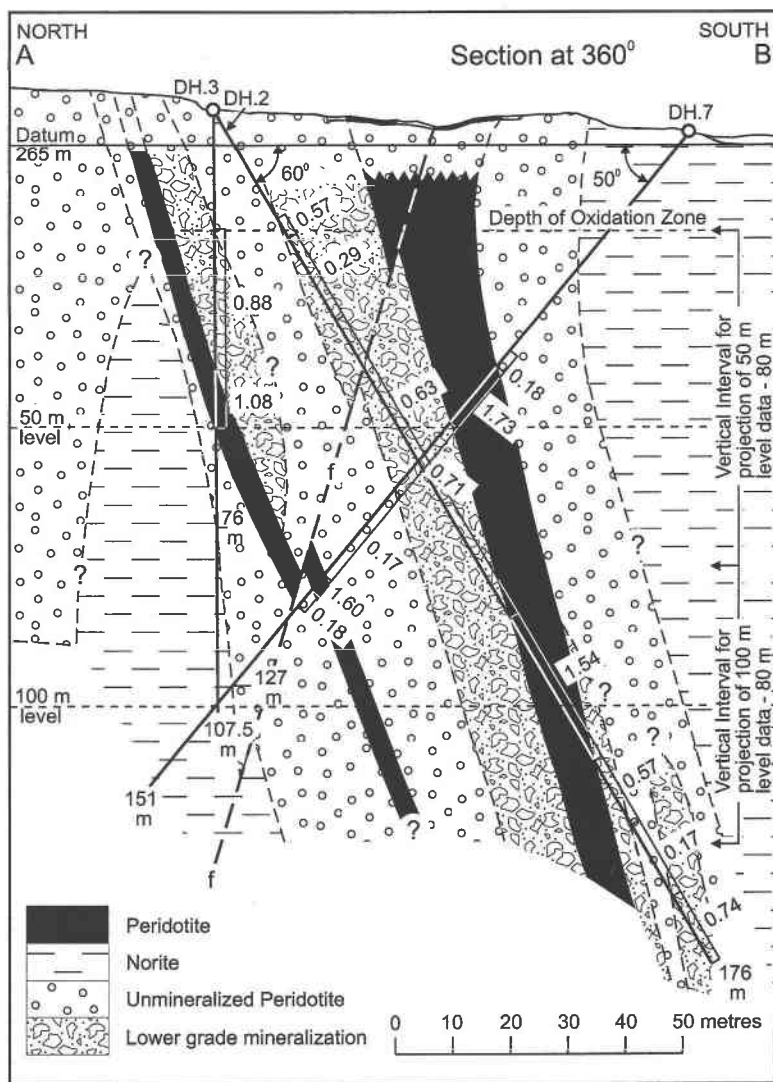 NORTH
A
Section at 360⁰
SOUTH
B
DH.3
DH.2
DH.7
Datum
265 m
60⁰
50⁰
0.57
0.29
Depth of Oxidation Zone
?
0.88
?
1.08
0.63
0.18
1.73
50 m
level
f
0.71
76
m
0.17
?
?
1.60
0.18
1.54
127
m
?
100 m
level
107.5
m
?
0.57
151
m
?
0.17
f
0.74
176
m
Vertical Interval for
projection of 50 m
level data - 80 m
Vertical Interval for
projection of 100 m
level data - 80 m
Peridotite
Norite
Unmineralized Peridotite
Lower grade mineralization
0 10 20 30 40 50 metres